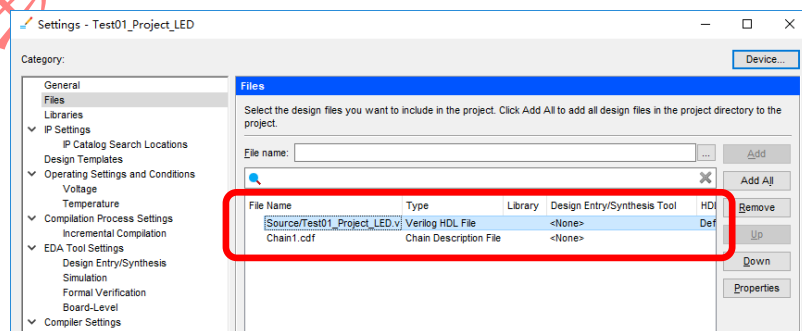 Settings - Test01_Project_LED
Category:
Device...
General
Files
Libraries
IP Settings
IP Catalog Search Locations
Design Templates
Operating Settings and Conditions
Voltage
Temperature
Compilation Process Settings
Incremental Compilation
EDA Tool Settings
Design Entry/Synthesis
Simulation
Formal Verification
Board-Level
Compiler Settings
Files
Select the design files you want to include in the project. Click Add All to add all design files in the project directory to the
project.
File name:
...
Add
Add All
File Name Type Library Design Entry/Synthesis Tool HDL
Source/Test01_Project_LED.v Verilog HDL File <None> Def
Chain1.cdf Chain Description File <None>
Remove
Up
Down
Properties